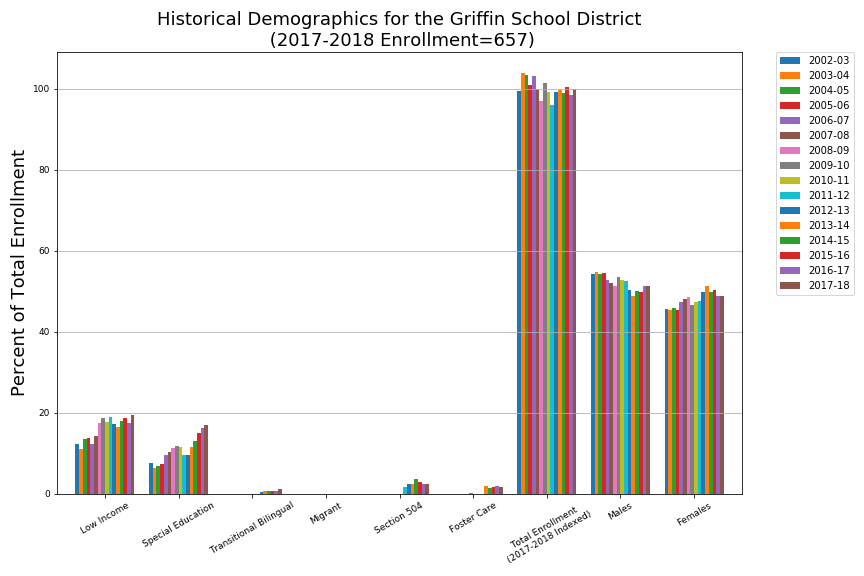 Historical Demographics for the Griffin School District
(2017-2018 Enrollment=657)
Percent of Total Enrollment
100
80
60
40
20
0
Low Income
Special Education
Transitional Bilingual
Migrant
Section 504
Foster Care
Total Enrollment
(2017-2018 Indexed)
Males
Females
2002-03
2003-04
2004-05
2005-06
2006-07
2007-08
2008-09
2009-10
2010-11
2011-12
2012-13
2013-14
2014-15
2015-16
2016-17
2017-18